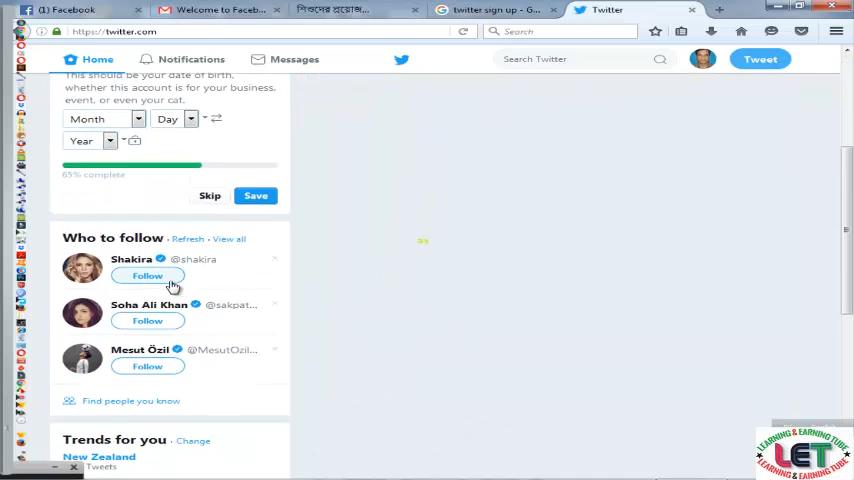 (1) Facebook
Welcome to Faceb...
শিশুদের প্রয়োজ...
twitter sign up - G...
Twitter
https://twitter.com
Search
Home
Notifications
Messages
Search Twitter
Tweet
This should be your date of birth,
whether this account is for your business,
event, or even your cat.
Month
Day
Year
65% complete
Skip
Save
Who to follow · Refresh · View all
Shakira @shakira
Follow
Soha Ali Khan @sakpat...
Follow
Mesut Özil @MesutOzil...
Follow
Find people you know
Trends for you · Change
New Zealand
Tweets
LEARNING & EARNING TUBE
LET
LEARNING & EARNING TUBE